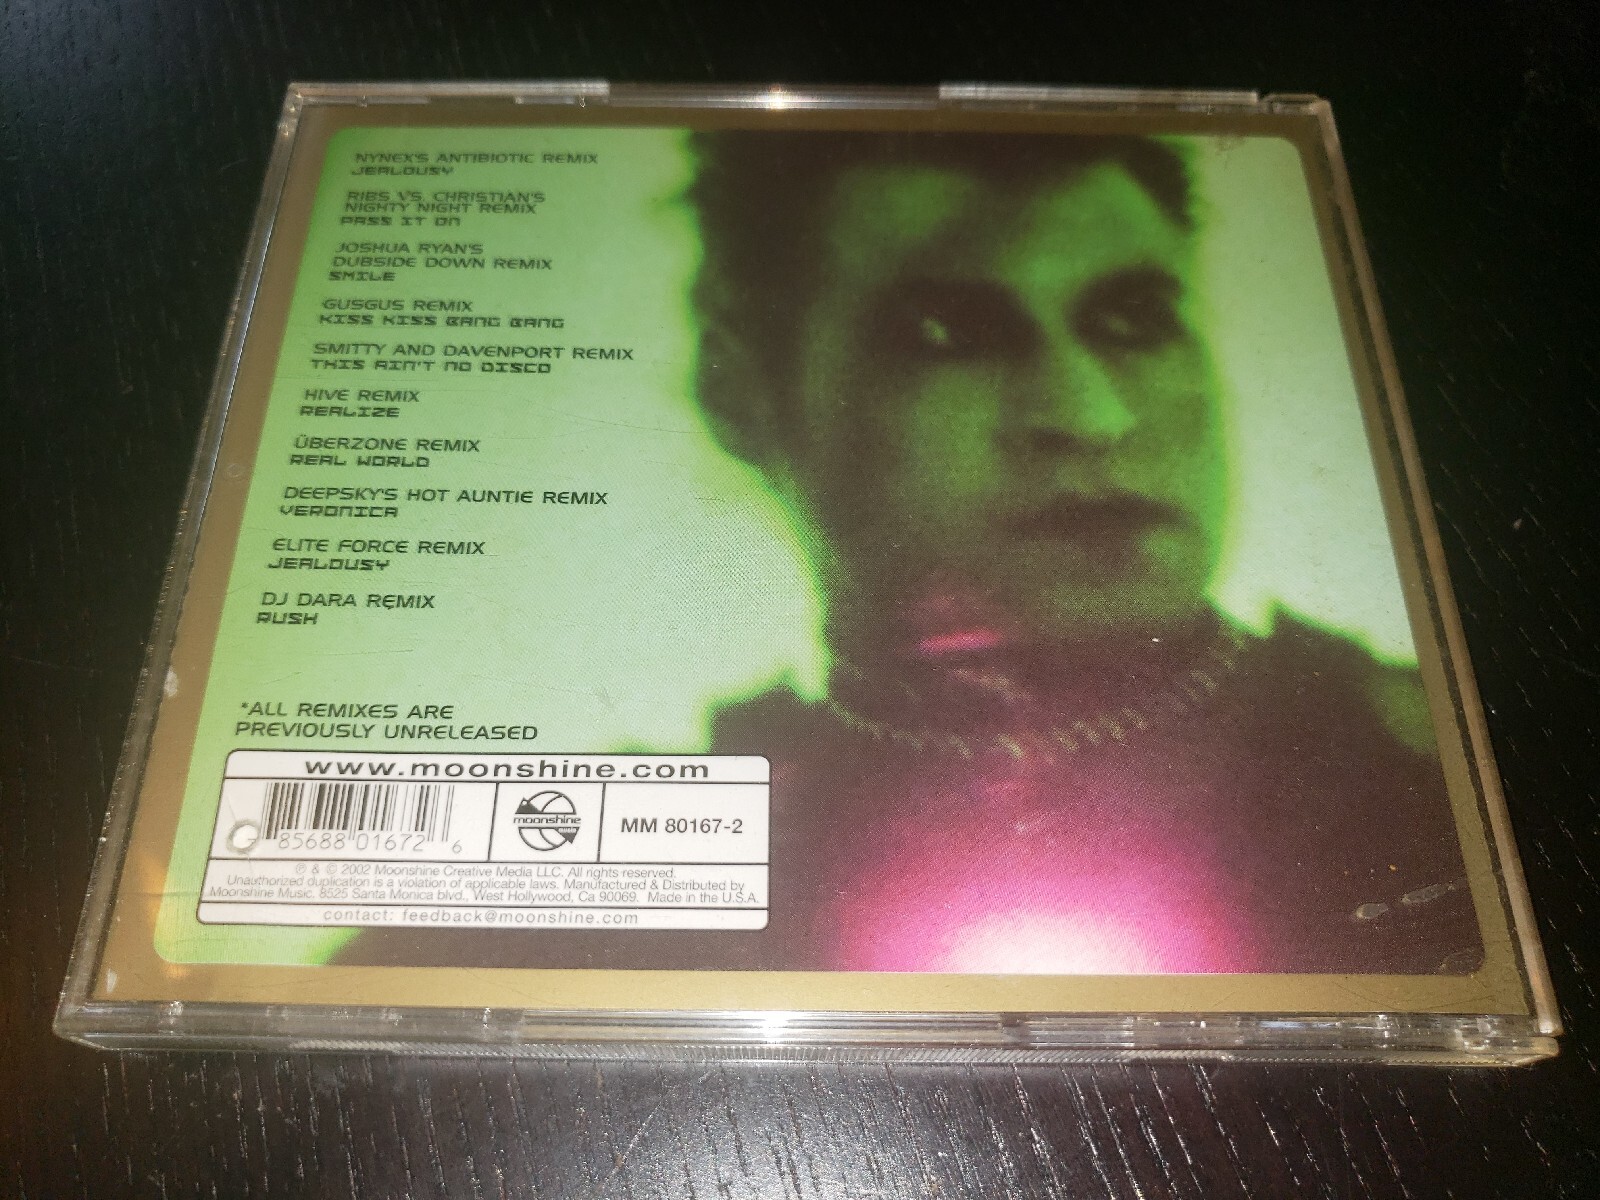 NYNEX'S ANTIBIOTIC REMIX
JEALOUSY
RIBS VS. CHRISTIAN'S
NIGHTY NIGHT REMIX
PASS IT ON
JOSHUA RYAN'S
DUBSIDE DOWN REMIX
SMILE
GUSGUS REMIX
KISS KISS BANG BANG
SMITTY AND DAVENPORT REMIX
THIS AIN'T NO DISCO
HIVE REMIX
REALIZE
ÜBERZONE REMIX
REAL WORLD
DEEPSKY'S HOT AUNTIE REMIX
VERONICA
ELITE FORCE REMIX
JEALOUSY
DJ DARA REMIX
RUSH
*ALL REMIXES ARE
PREVIOUSLY UNRELEASED
www.moonshine.com
85688 01672 6
moonshine
music
MM 80167-2
℗ & © 2002 Moonshine Creative Media LLC. All rights reserved.
Unauthorized duplication is a violation of applicable laws. Manufactured & Distributed by
Moonshine Music. 8525 Santa Monica blvd., West Hollywood, Ca 90069. Made in the U.S.A.
contact: feedback@moonshine.com